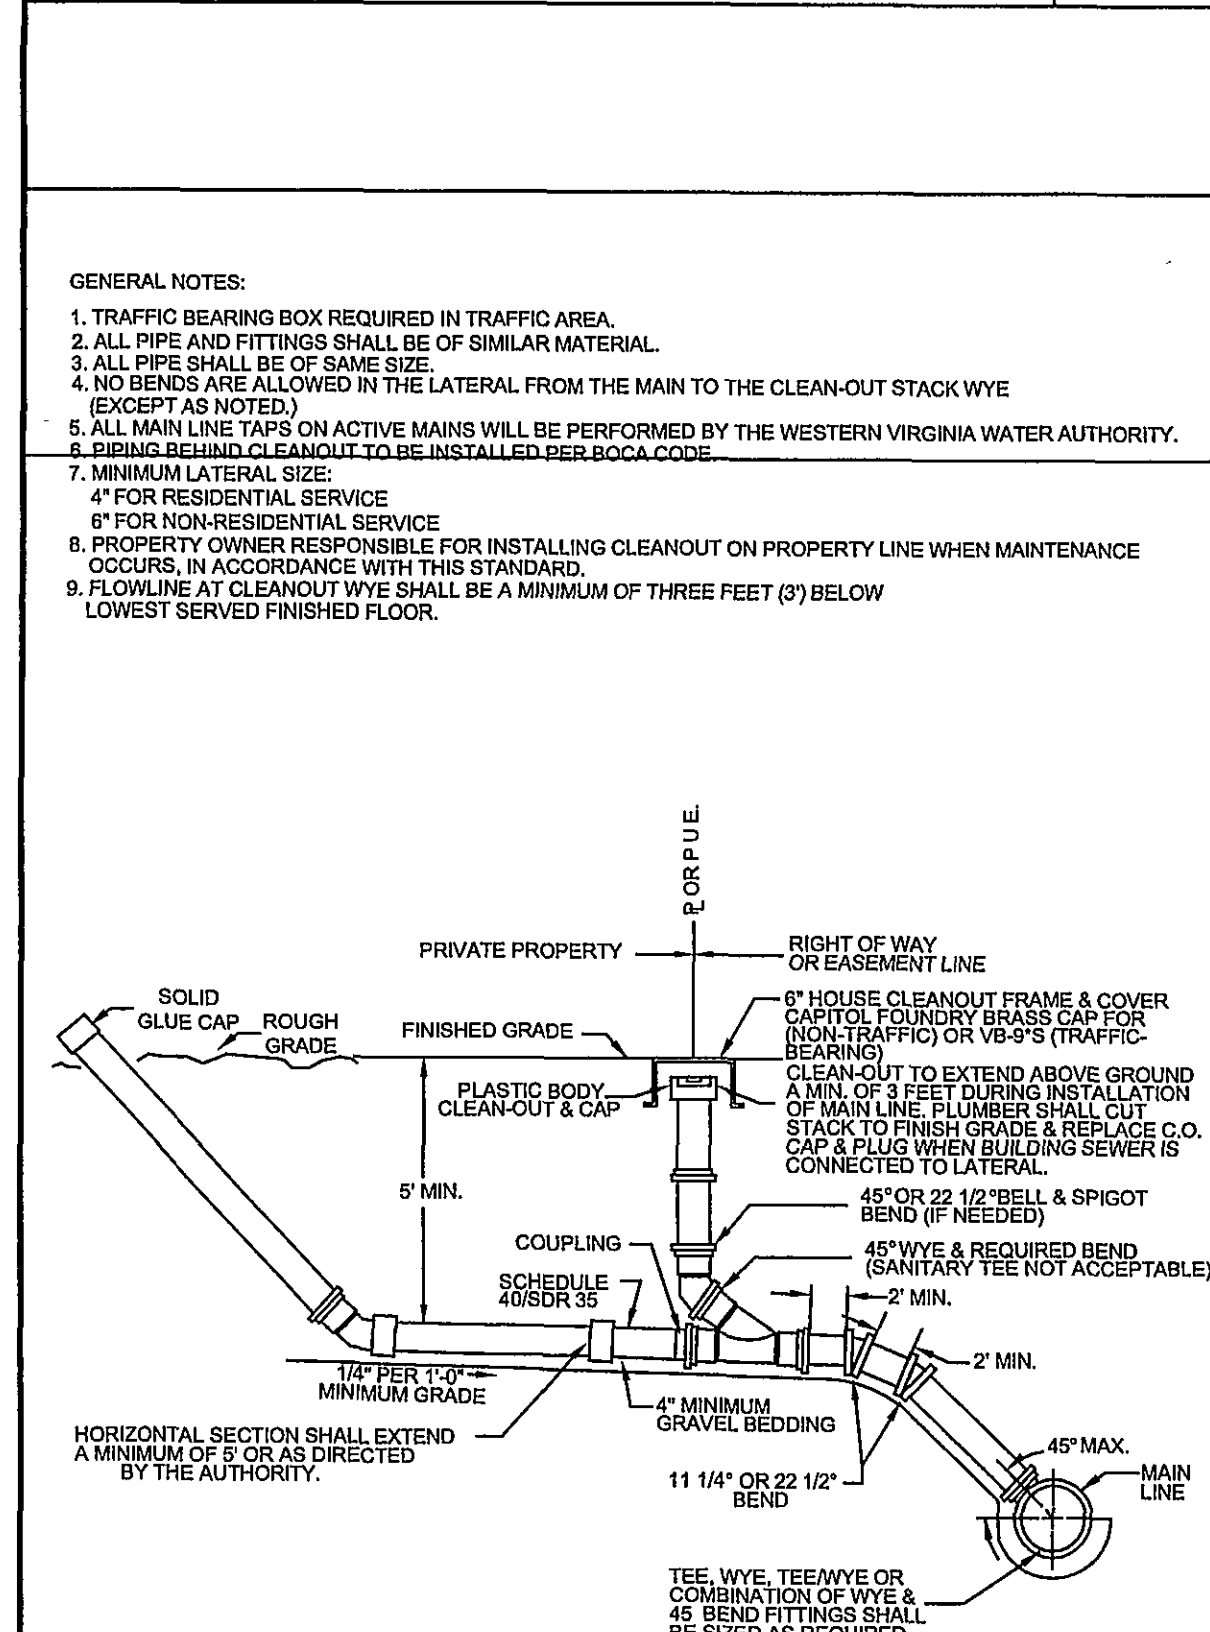 GENERAL NOTES:
1. TRAFFIC BEARING BOX REQUIRED IN TRAFFIC AREA.
2. ALL PIPE AND FITTINGS SHALL BE OF SIMILAR MATERIAL.
3. ALL PIPE SHALL BE OF SAME SIZE.
4. NO BENDS ARE ALLOWED IN THE LATERAL FROM THE MAIN TO THE CLEAN-OUT STACK WYE
(EXCEPT AS NOTED.)
5. ALL MAIN LINE TAPS ON ACTIVE MAINS WILL BE PERFORMED BY THE WESTERN VIRGINIA WATER AUTHORITY.
6. PIPING BEHIND CLEANOUT TO BE INSTALLED PER BOCA CODE
7. MINIMUM LATERAL SIZE:
4" FOR RESIDENTIAL SERVICE
6" FOR NON-RESIDENTIAL SERVICE
8. PROPERTY OWNER RESPONSIBLE FOR INSTALLING CLEANOUT ON PROPERTY LINE WHEN MAINTENANCE
OCCURS, IN ACCORDANCE WITH THIS STANDARD.
9. FLOWLINE AT CLEANOUT WYE SHALL BE A MINIMUM OF THREE FEET (3') BELOW
LOWEST SERVED FINISHED FLOOR.
PL OR P.U.E.
PRIVATE PROPERTY
RIGHT OF WAY
OR EASEMENT LINE
SOLID
GLUE CAP
ROUGH
GRADE
FINISHED GRADE
6" HOUSE CLEANOUT FRAME & COVER
CAPITOL FOUNDRY BRASS CAP FOR
(NON-TRAFFIC) OR VB-9"S (TRAFFIC-
BEARING)
PLASTIC BODY
CLEAN-OUT & CAP
CLEAN-OUT TO EXTEND ABOVE GROUND
A MIN. OF 3 FEET DURING INSTALLATION
OF MAIN LINE. PLUMBER SHALL CUT
STACK TO FINISH GRADE & REPLACE C.O.
CAP & PLUG WHEN BUILDING SEWER IS
CONNECTED TO LATERAL.
5' MIN.
45° OR 22 1/2° BELL & SPIGOT
BEND (IF NEEDED)
COUPLING
45° WYE & REQUIRED BEND
(SANITARY TEE NOT ACCEPTABLE)
SCHEDULE
40/SDR 35
2' MIN.
2' MIN.
1/4" PER 1'-0"
MINIMUM GRADE
4" MINIMUM
GRAVEL BEDDING
HORIZONTAL SECTION SHALL EXTEND
A MINIMUM OF 5' OR AS DIRECTED
BY THE AUTHORITY.
45° MAX.
11 1/4° OR 22 1/2°
BEND
MAIN
LINE
TEE, WYE, TEE/WYE OR
COMBINATION OF WYE &
45 BEND FITTINGS SHALL
BE SIZED AS REQUIRED